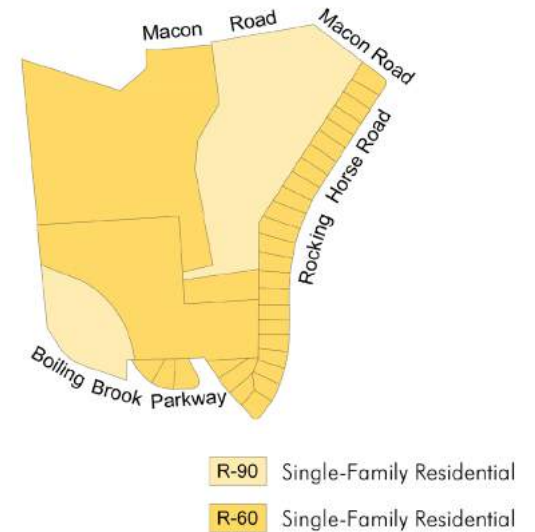 Macon Road
Macon Road
Rocking Horse Road
Boiling Brook Parkway
R-90 Single-Family Residential
R-60 Single-Family Residential